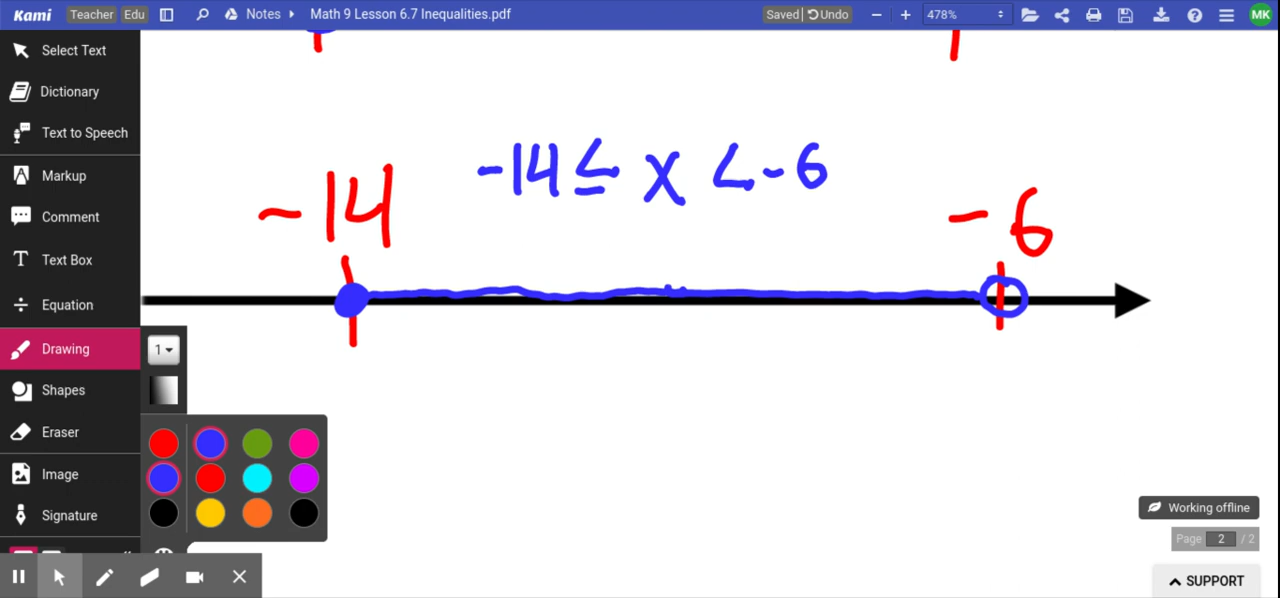 Kami Teacher Edu Notes Math 9 Lesson 6.7 Inequalities.pdf Saved Undo 478% MK
Select Text
Dictionary
Text to Speech
Markup
Comment
Text Box
Equation
Drawing
1
Shapes
Eraser
Image
Signature
-14 ≤ x < -6
-14
-6
Working offline
Page 2 / 2
SUPPORT